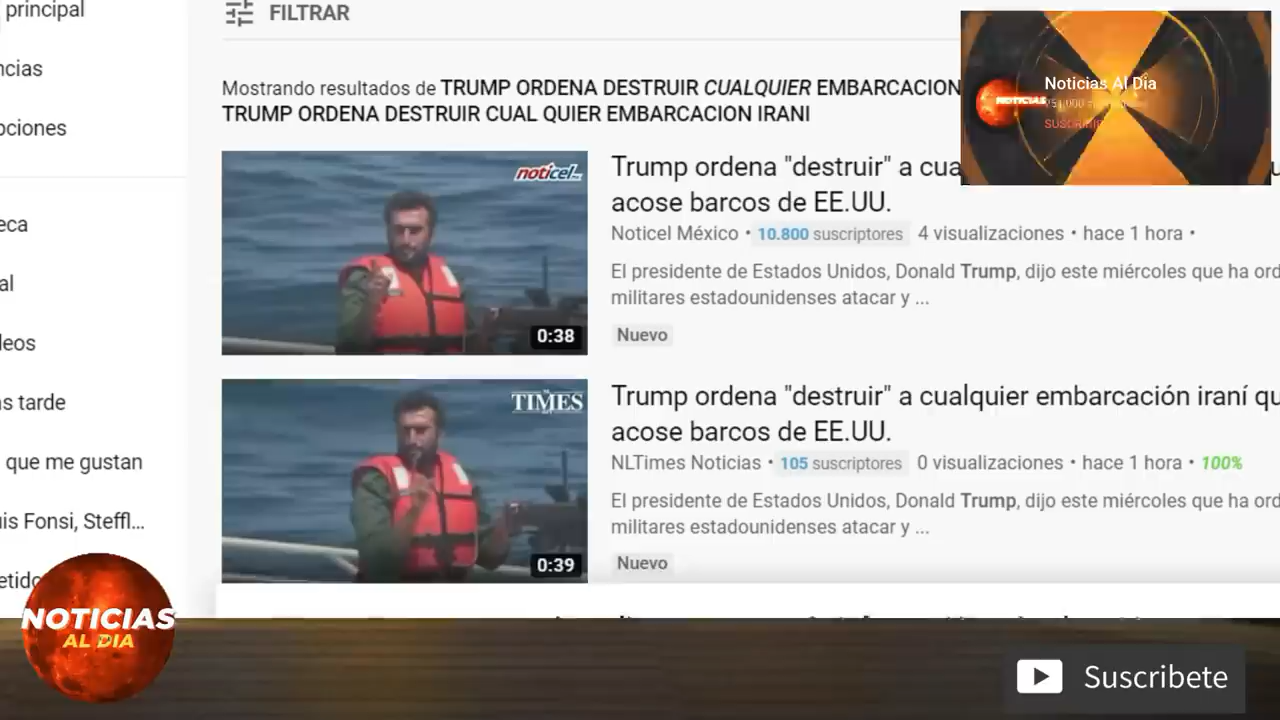 principal
FILTRAR
ncias
Mostrando resultados de TRUMP ORDENA DESTRUIR CUALQUIER EMBARCACION
TRUMP ORDENA DESTRUIR CUAL QUIER EMBARCACION IRANI
Noticias Al Día
NOTICIAS
pciones
noticel
Trump ordena "destruir" a cua
acose barcos de EE.UU.
Noticel México • 10.800 suscriptores 4 visualizaciones • hace 1 hora •
eca
El presidente de Estados Unidos, Donald Trump, dijo este miércoles que ha ord
militares estadounidenses atacar y ...
al
Nuevo
0:38
deos
TIMES
Trump ordena "destruir" a cualquier embarcación iraní qu
acose barcos de EE.UU.
s tarde
NLTimes Noticias • 105 suscriptores 0 visualizaciones • hace 1 hora • 100%
que me gustan
El presidente de Estados Unidos, Donald Trump, dijo este miércoles que ha ord
militares estadounidenses atacar y ...
uis Fonsi, Steffl...
Nuevo
0:39
etido
NOTICIAS
AL DIA
Suscribete